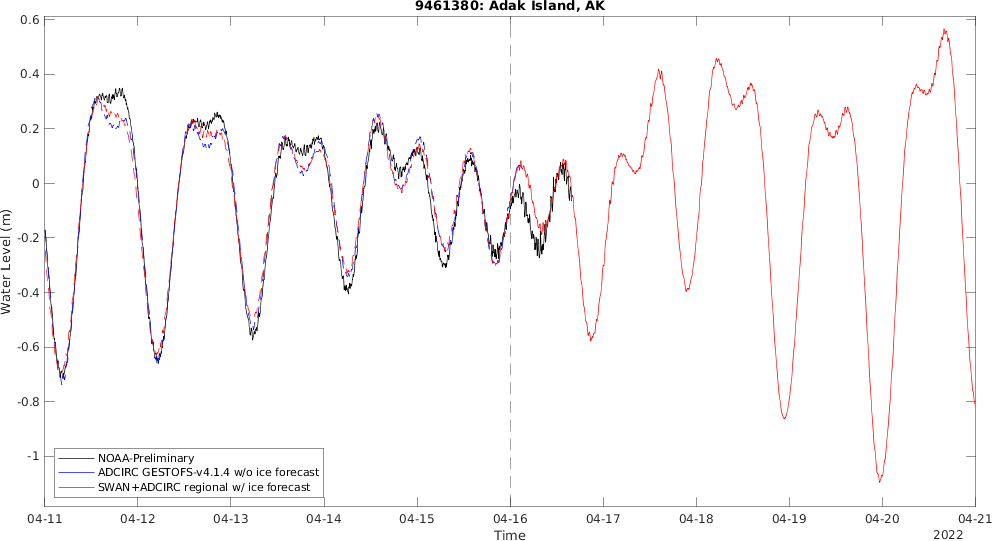 9461380: Adak Island, AK
0.6
0.4
0.2
0
-0.2
-0.4
-0.6
-0.8
-1
Water Level (m)
NOAA-Preliminary
ADCIRC GESTOFS-v4.1.4 w/o ice forecast
SWAN+ADCIRC regional w/ ice forecast
04-11 04-12 04-13 04-14 04-15 04-16 04-17 04-18 04-19 04-20 04-21
Time
2022